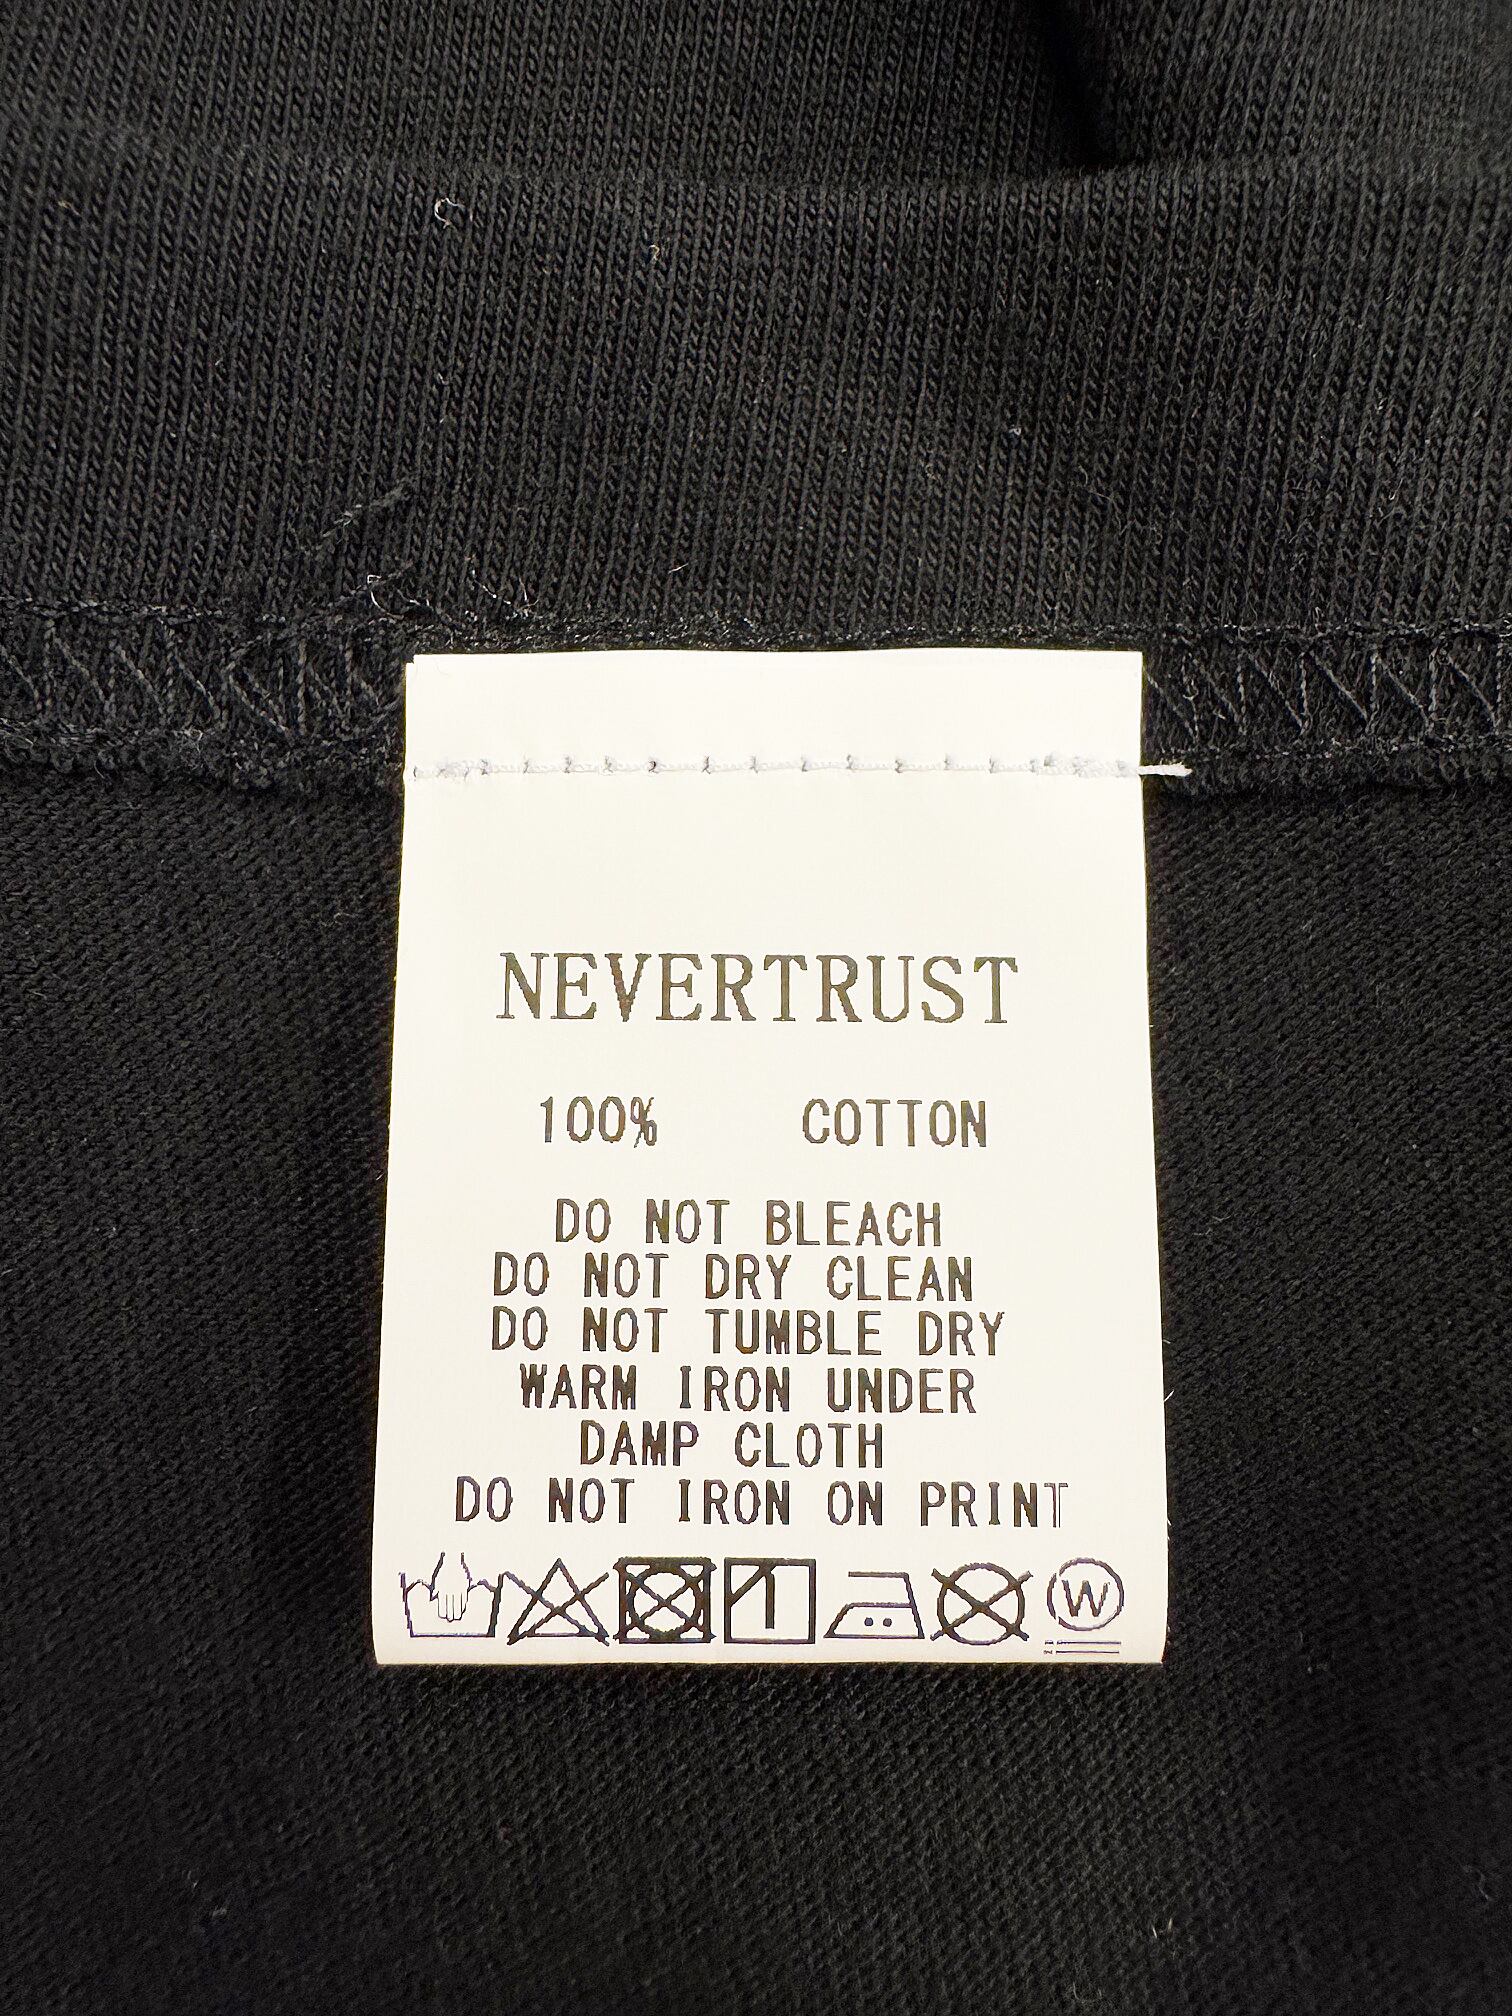 NEVERTRUST
100% COTTON
DO NOT BLEACH
DO NOT DRY CLEAN
DO NOT TUMBLE DRY
WARM IRON UNDER
DAMP CLOTH
DO NOT IRON ON PRINT
W